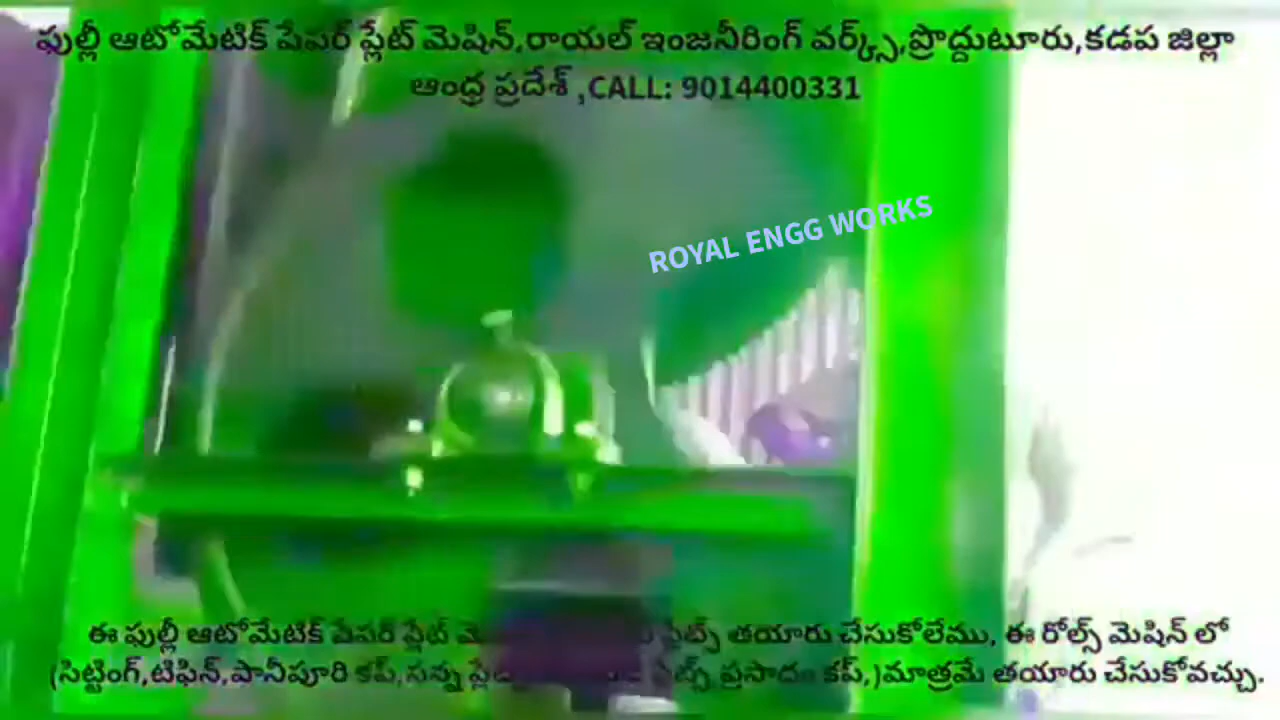 ఫుల్లీ ఆటోమేటిక్ పేపర్ ప్లేట్ మెషిన్,రాయల్ ఇంజనీరింగ్ వర్క్స్,ప్రొద్దుటూరు,కడప జిల్లా
ఆంధ్ర ప్రదేశ్ ,CALL: 9014400331
ROYAL ENGG WORKS
ఈ ఫుల్లీ ఆటోమేటిక్ పేపర్ ప్లేట్ ప్లేట్స్ తయారు చేసుకోలేము, ఈ రోల్స్ మెషిన్ లో
(సిట్టింగ్,టిఫిన్,పానీపూరి కప్,సన్న ప్లేట్స్,ప్రసాదం కప్,)మాత్రమే తయారు చేసుకోవచ్చు.